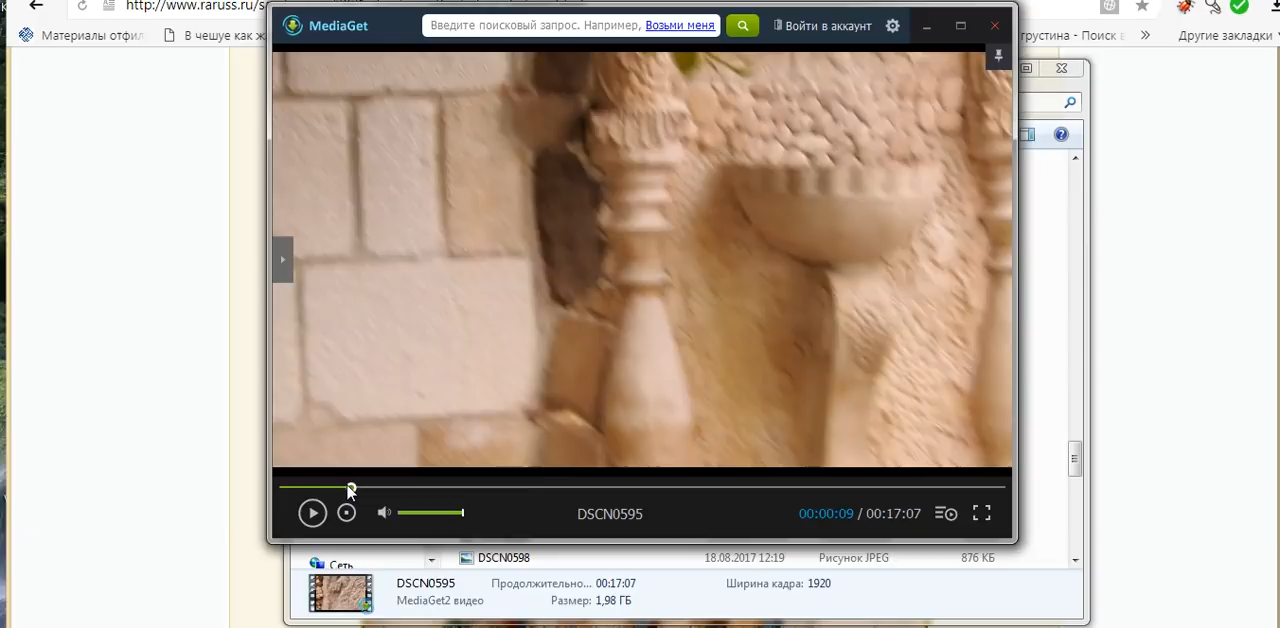 http://www.raruss.ru/s
Материалы отфил
В чешуе как ж
грустина - Поиск в
Другие закладки
MediaGet
Введите поисковый запрос. Например, Возьми меня
Войти в аккаунт
DSCN0595
00:00:09 / 00:17:07
Сеть
DSCN0598
18.08.2017 12:19
Рисунок JPEG
876 КБ
DSCN0595
Продолжительно... 00:17:07
Ширина кадра: 1920
MediaGet2 видео
Размер: 1,98 ГБ